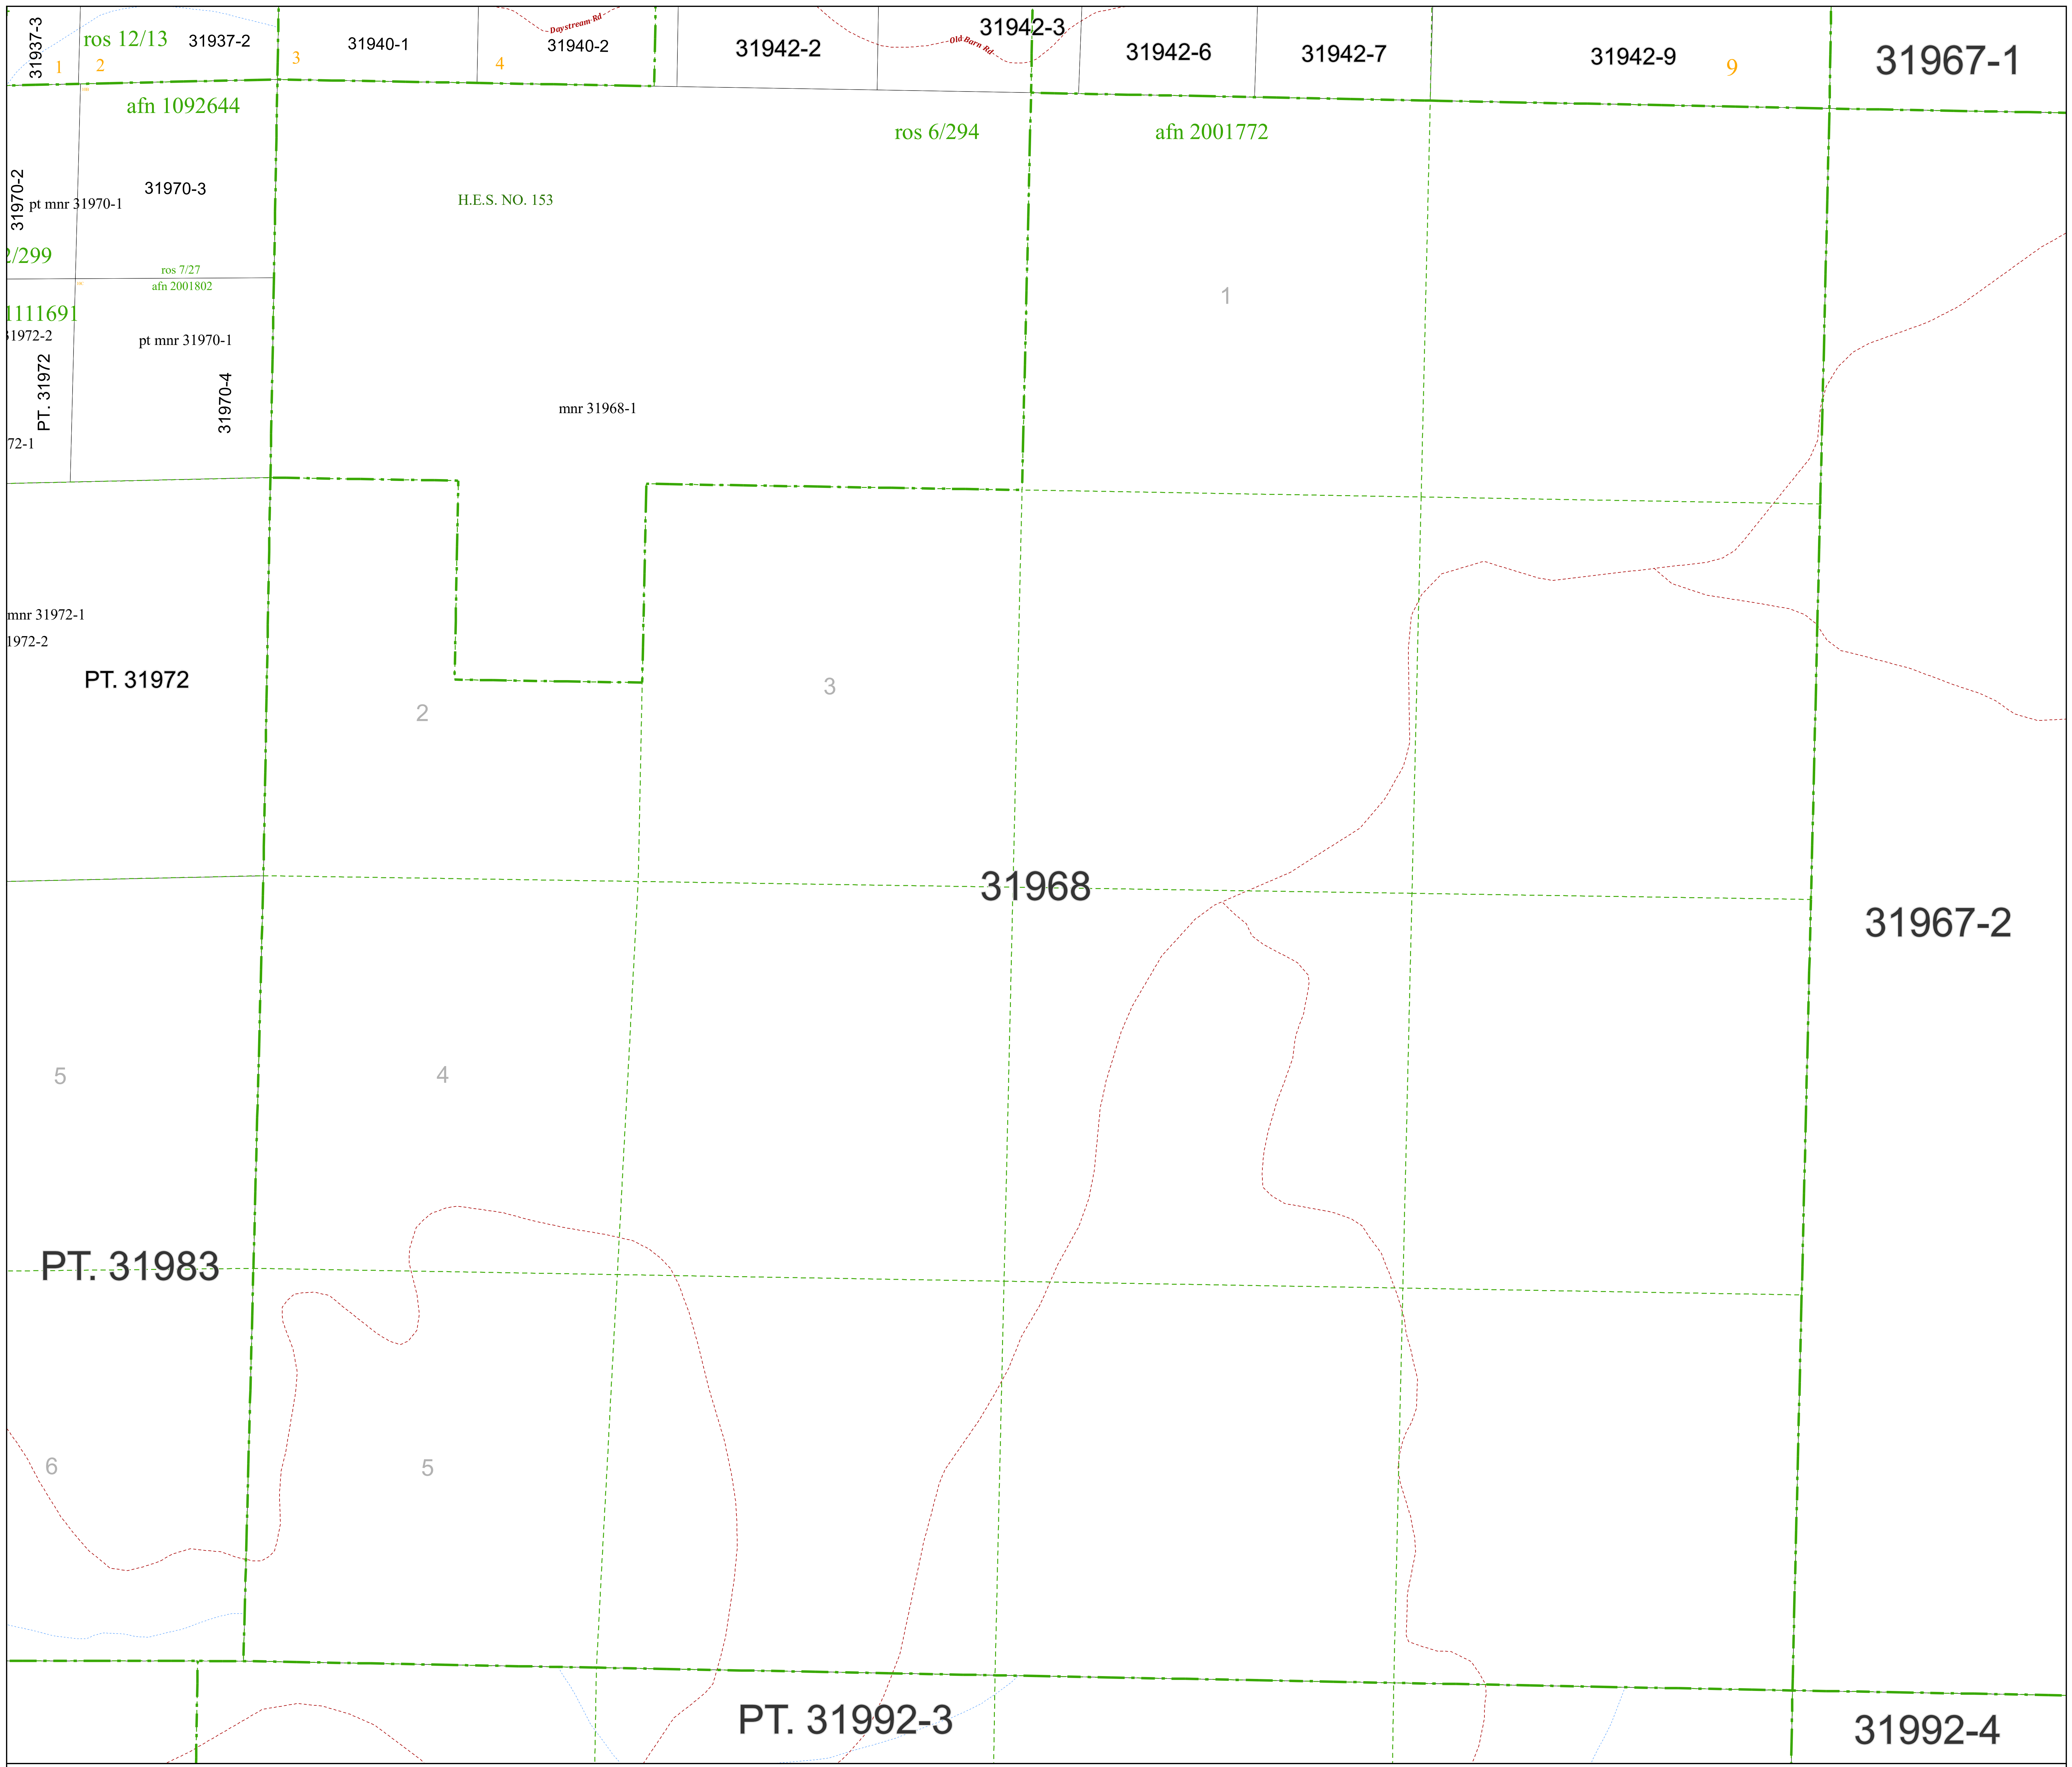 31937-3
1
2
ros 12/13
31937-2
3
31940-1
4
Daystream Rd
31940-2
31942-2
Old Barn Rd
31942-3
31942-6
31942-7
31942-9
9
31967-1
afn 1092644
ros 6/294
afn 2001772
31970-2
pt mnr 31970-1
31970-3
H.E.S. NO. 153
2/299
ros 7/27
afn 2001802
1
1111691
31972-2
PT. 31972
pt mnr 31970-1
31970-4
mnr 31968-1
72-1
mnr 31972-1
1972-2
PT. 31972
2
3
31968
31967-2
5
4
PT. 31983
6
5
PT. 31992-3
31992-4